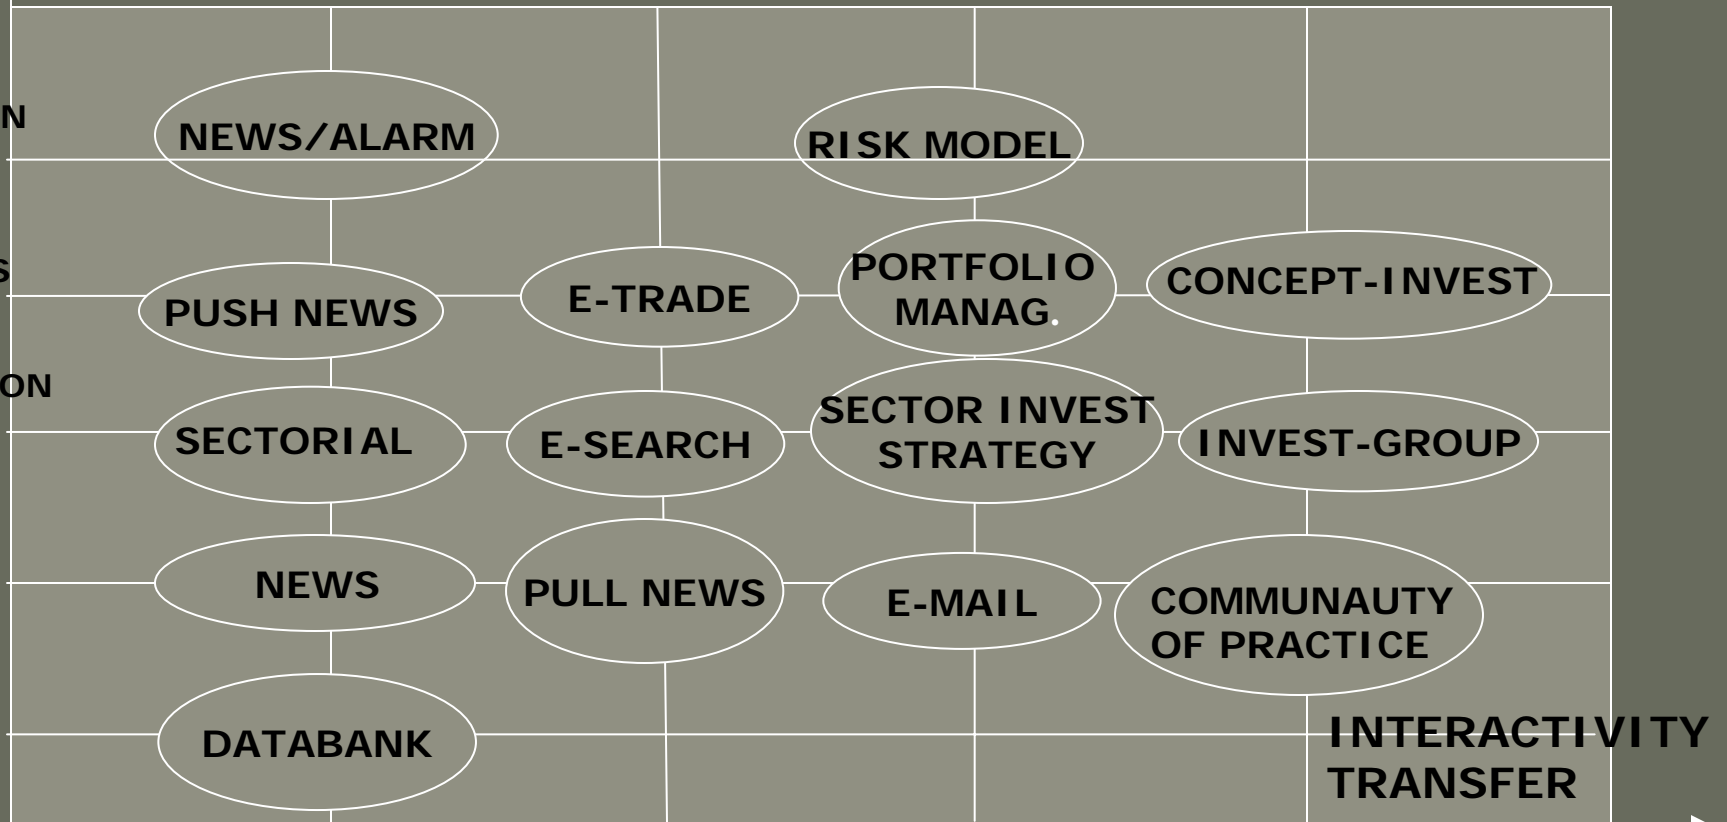 N
NEWS/ALARM
RISK MODEL
S
PUSH NEWS
E-TRADE
PORTFOLIO
MANAG.
CONCEPT-INVEST
ON
SECTORIAL
E-SEARCH
SECTOR INVEST
STRATEGY
INVEST-GROUP
NEWS
PULL NEWS
E-MAIL
COMMUNAUTY
OF PRACTICE
DATABANK
INTERACTIVITY
TRANSFER